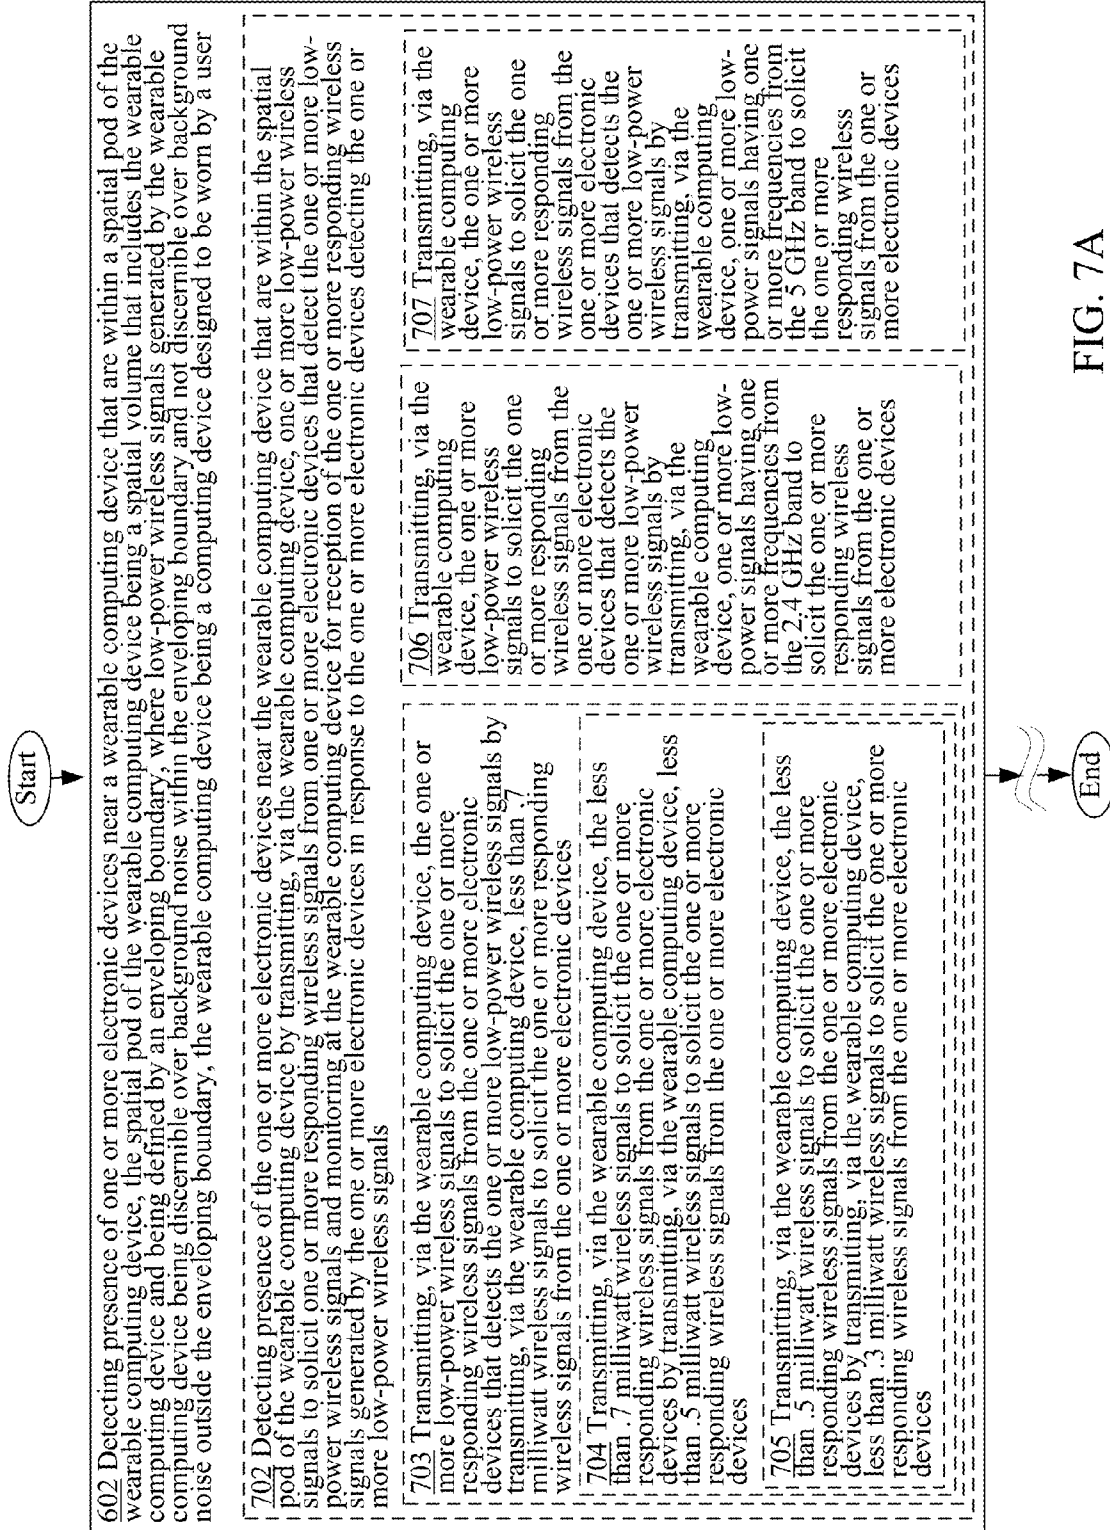 Start
602 Detecting presence of one or more electronic devices near a wearable computing device that are within a spatial pod of the
wearable computing device, the spatial pod of the wearable computing device being a spatial volume that includes the wearable
computing device and being defined by an enveloping boundary, where low-power wireless signals generated by the wearable
computing device being discernible over background noise within the enveloping boundary and not discernible over background
noise outside the enveloping boundary, the wearable computing device being a computing device designed to be worn by a user
702 Detecting presence of the one or more electronic devices near the wearable computing device that are within the spatial
pod of the wearable computing device by transmitting, via the wearable computing device, one or more low-power wireless
signals to solicit one or more responding wireless signals from one or more electronic devices that detect the one or more low-
power wireless signals and monitoring at the wearable computing device for reception of the one or more responding wireless
signals generated by the one or more electronic devices in response to the one or more electronic devices detecting the one or
more low-power wireless signals
703 Transmitting, via the wearable computing device, the one or
more low-power wireless signals to solicit the one or more
responding wireless signals from the one or more electronic
devices that detects the one or more low-power wireless signals by
transmitting, via the wearable computing device, less than .7
milliwatt wireless signals to solicit the one or more responding
wireless signals from the one or more electronic devices
704 Transmitting, via the wearable computing device, the less
than .7 milliwatt wireless signals to solicit the one or more
responding wireless signals from the one or more electronic
devices by transmitting, via the wearable computing device, less
than .5 milliwatt wireless signals to solicit the one or more
responding wireless signals from the one or more electronic
devices
705 Transmitting, via the wearable computing device, the less
than .5 milliwatt wireless signals to solicit the one or more
responding wireless signals from the one or more electronic
devices by transmitting, via the wearable computing device,
less than .3 milliwatt wireless signals to solicit the one or more
responding wireless signals from the one or more electronic
devices
706 Transmitting, via the
wearable computing
device, the one or more
low-power wireless
signals to solicit the one
or more responding
wireless signals from the
one or more electronic
devices that detects the
one or more low-power
wireless signals by
transmitting, via the
wearable computing
device, one or more low-
power signals having one
or more frequencies from
the 2.4 GHz band to
solicit the one or more
responding wireless
signals from the one or
more electronic devices
707 Transmitting, via the
wearable computing
device, the one or more
low-power wireless
signals to solicit the one
or more responding
wireless signals from the
one or more electronic
devices that detects the
one or more low-power
wireless signals by
transmitting, via the
wearable computing
device, one or more low-
power signals having one
or more frequencies from
the 5 GHz band to solicit
the one or more
responding wireless
signals from the one or
more electronic devices
End
FIG. 7A